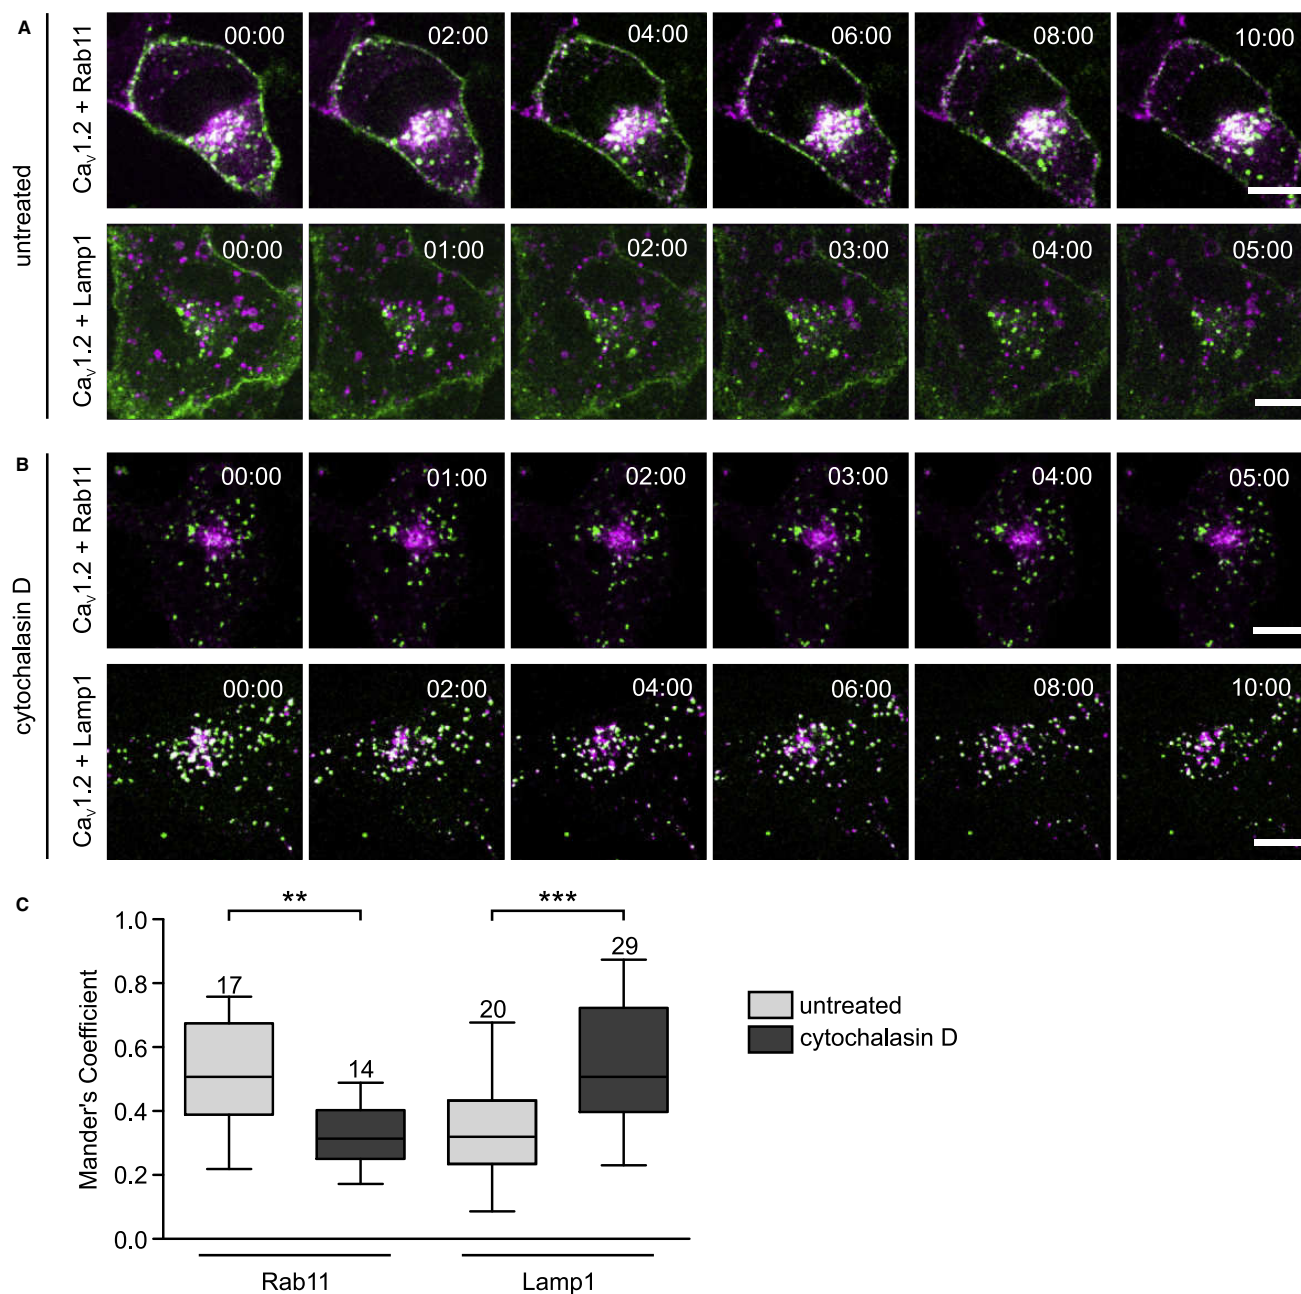 A
untreated
Caᵥ1.2 + Rab11
00:00 02:00 04:00 06:00 08:00 10:00
Caᵥ1.2 + Lamp1
00:00 01:00 02:00 03:00 04:00 05:00
B
cytochalasin D
Caᵥ1.2 + Rab11
00:00 01:00 02:00 03:00 04:00 05:00
Caᵥ1.2 + Lamp1
00:00 02:00 04:00 06:00 08:00 10:00
C
Mander's Coefficient
1.0
0.8
0.6
0.4
0.2
0.0
**
***
17
14
20
29
untreated
cytochalasin D
Rab11 Lamp1